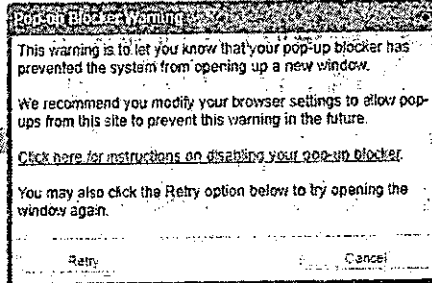 Pop-up Blocker Warning
This warning is to let you know that your pop-up blocker has
prevented the system from opening up a new window.
We recommend you modify your browser settings to allow pop-
ups from this site to prevent this warning in the future.
Click here for instructions on disabling your pop-up blocker.
You may also click the Retry option below to try opening the
window again.
Retry Cancel